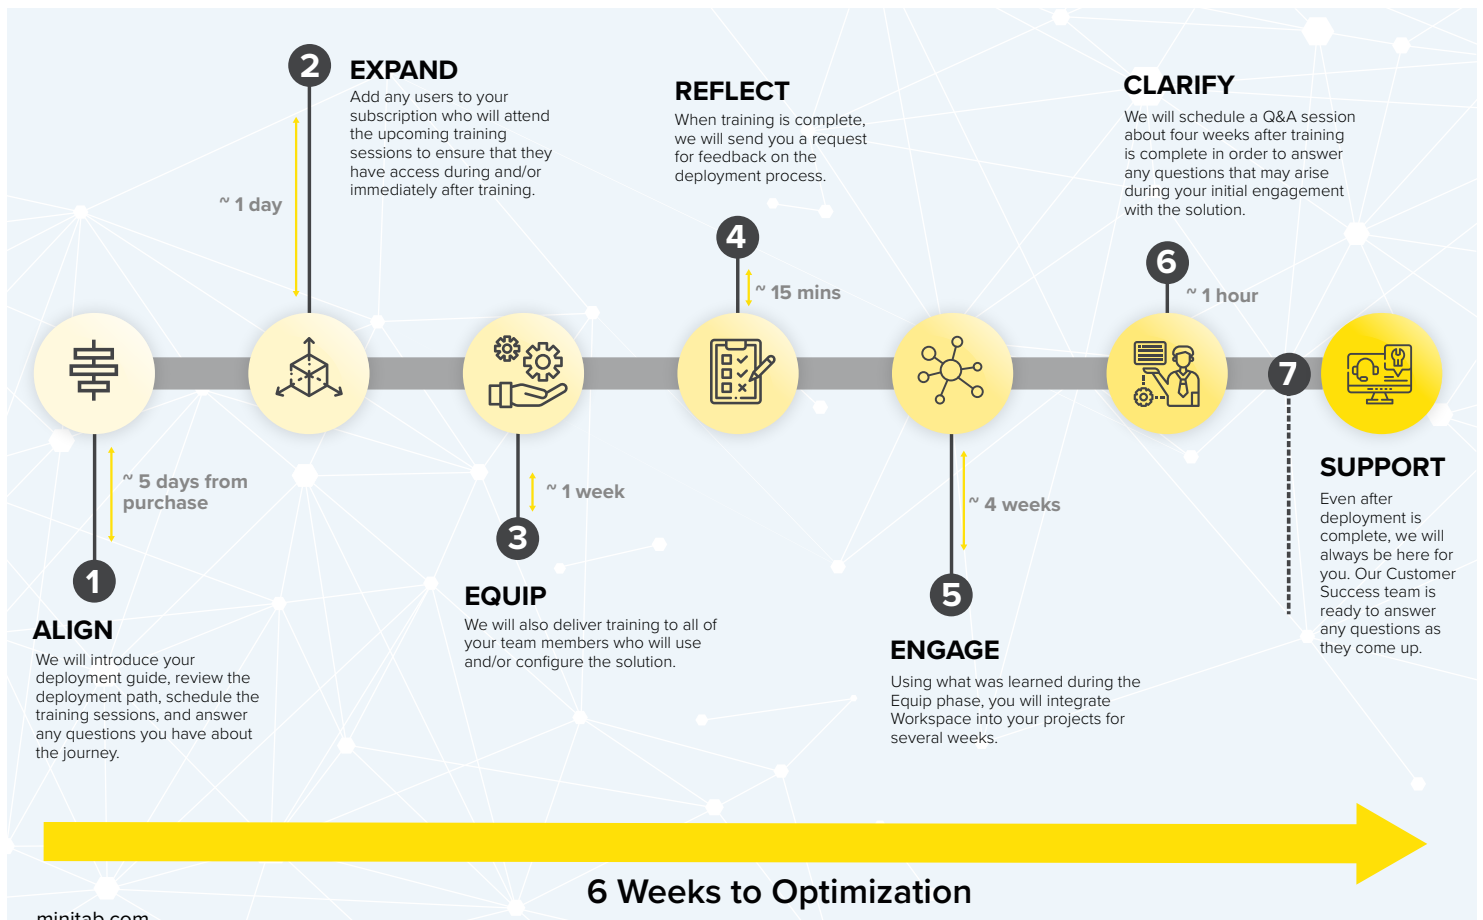 1
~ 5 days from
purchase
ALIGN
We will introduce your
deployment guide, review the
deployment path, schedule the
training sessions, and answer
any questions you have about
the journey.
2
~ 1 day
EXPAND
Add any users to your
subscription who will attend
the upcoming training
sessions to ensure that they
have access during and/or
immediately after training.
3
~ 1 week
EQUIP
We will also deliver training to all of
your team members who will use
and/or configure the solution.
REFLECT
When training is complete,
we will send you a request
for feedback on the
deployment process.
4
~ 15 mins
~ 4 weeks
5
ENGAGE
Using what was learned during the
Equip phase, you will integrate
Workspace into your projects for
several weeks.
CLARIFY
We will schedule a Q&A session
about four weeks after training
is complete in order to answer
any questions that may arise
during your initial engagement
with the solution.
6
~ 1 hour
7
SUPPORT
Even after
deployment is
complete, we will
always be here for
you. Our Customer
Success team is
ready to answer
any questions as
they come up.
6 Weeks to Optimization
minitab.com